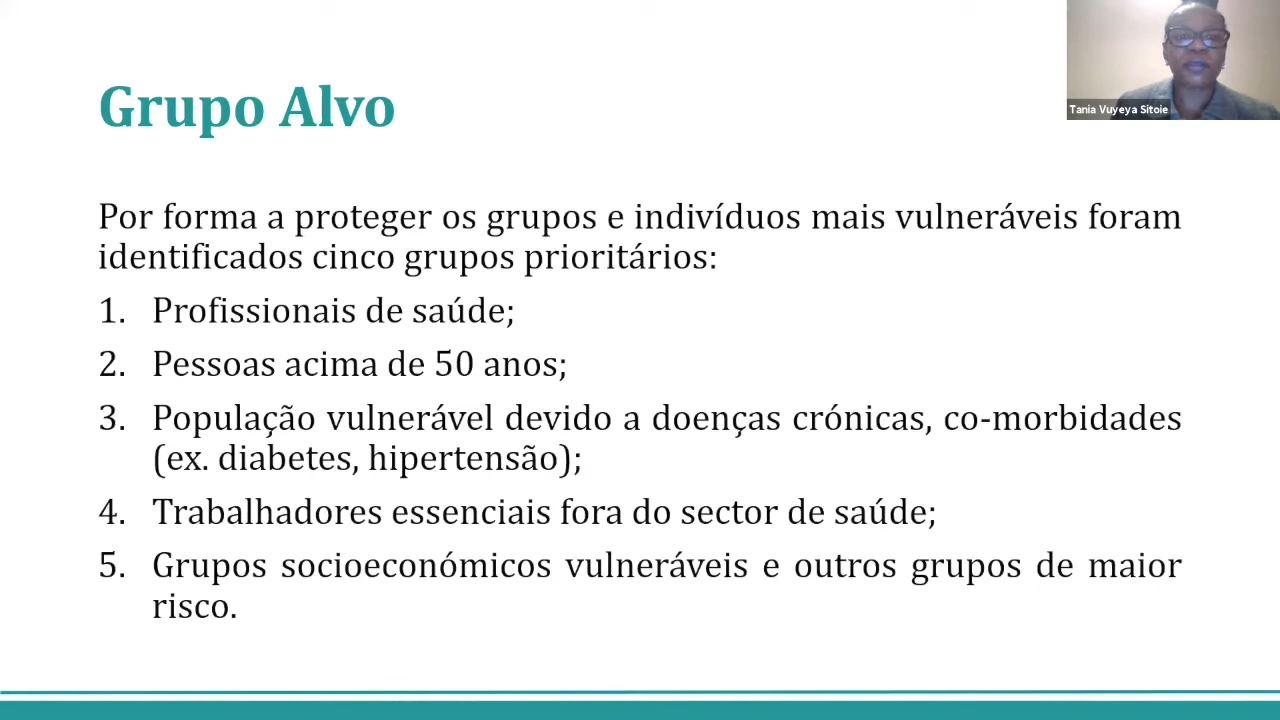 Grupo Alvo
Tania Vuyeya Sitoie
Por forma a proteger os grupos e indivíduos mais vulneráveis foram
identificados cinco grupos prioritários:
1. Profissionais de saúde;
2. Pessoas acima de 50 anos;
3. População vulnerável devido a doenças crónicas, co-morbidades
(ex. diabetes, hipertensão);
4. Trabalhadores essenciais fora do sector de saúde;
5. Grupos socioeconómicos vulneráveis e outros grupos de maior
risco.